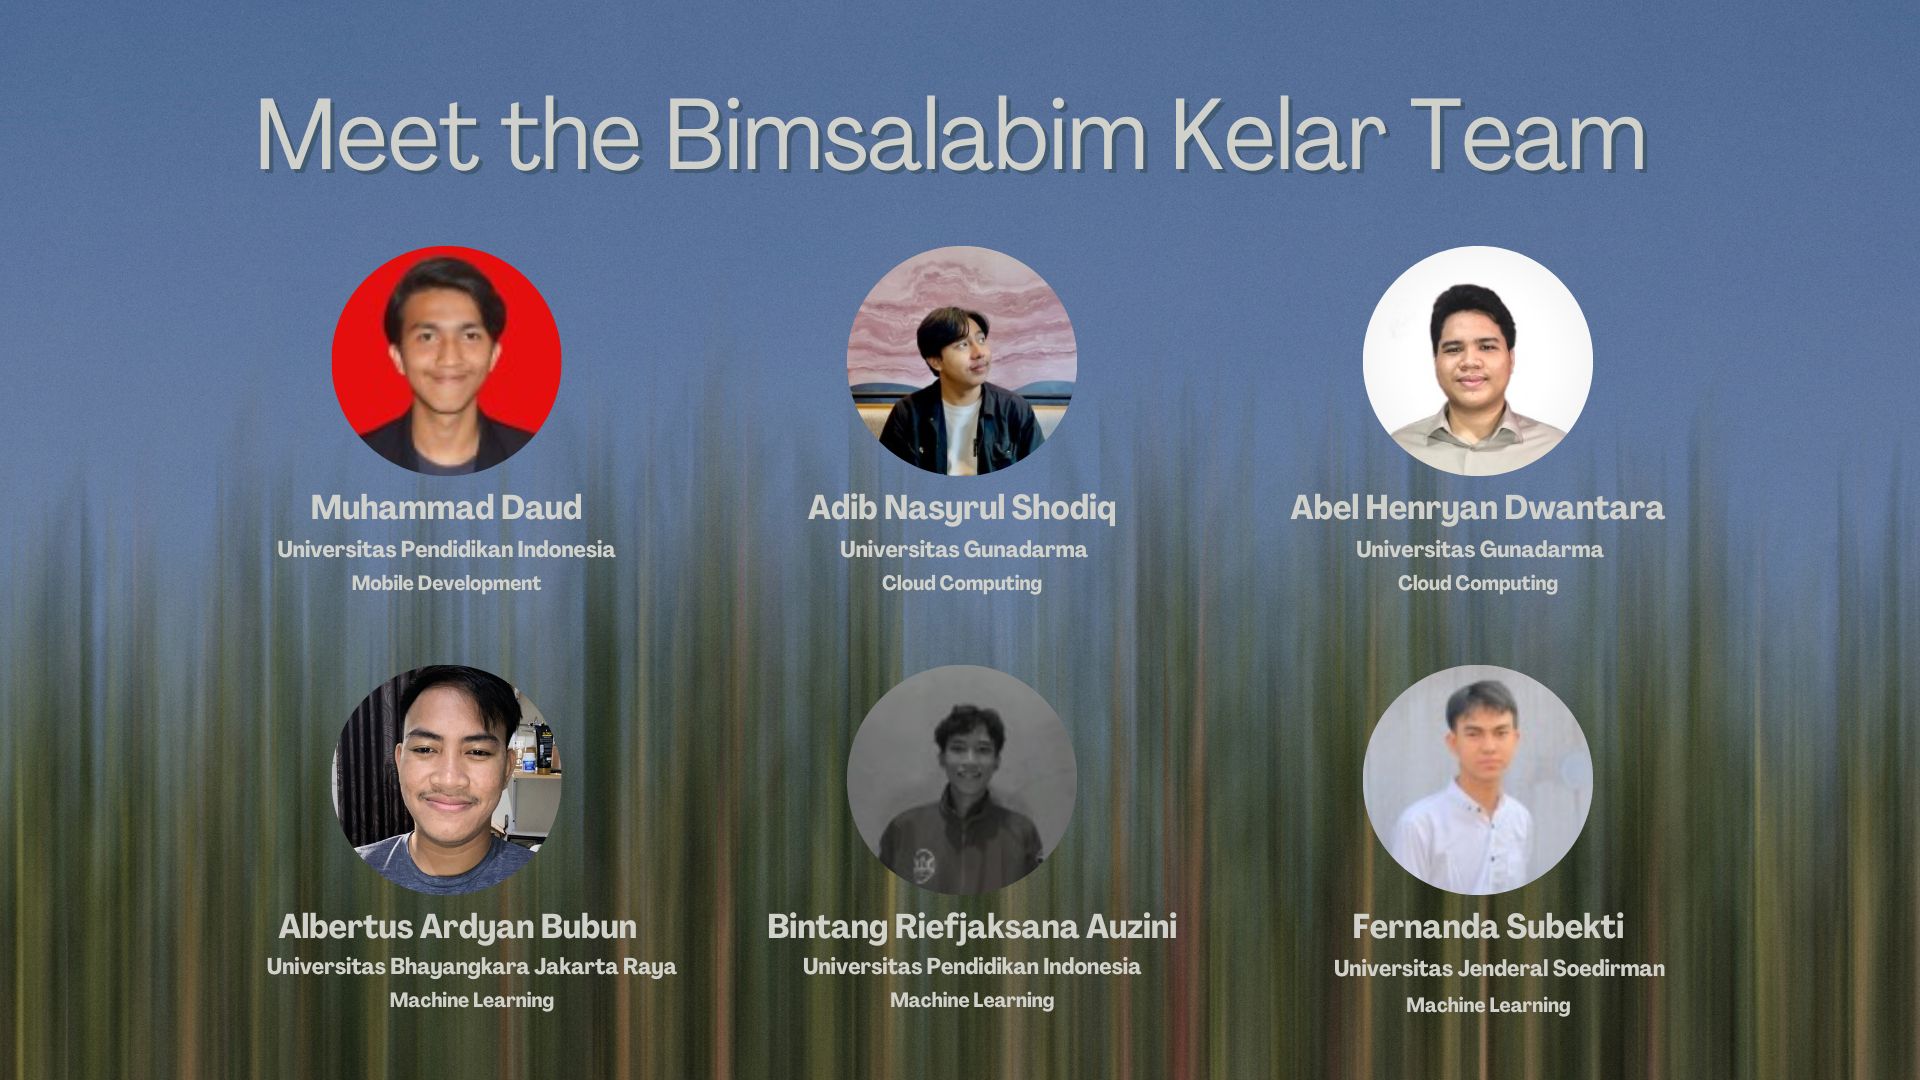 Meet the Bimsalabim Kelar Team
Muhammad Daud
Universitas Pendidikan Indonesia
Mobile Development
Adib Nasyrul Shodiq
Universitas Gunadarma
Cloud Computing
Abel Henryan Dwantara
Universitas Gunadarma
Cloud Computing
Albertus Ardyan Bubun
Universitas Bhayangkara Jakarta Raya
Machine Learning
Bintang Riefjaksana Auzini
Universitas Pendidikan Indonesia
Machine Learning
Fernanda Subekti
Universitas Jenderal Soedirman
Machine Learning